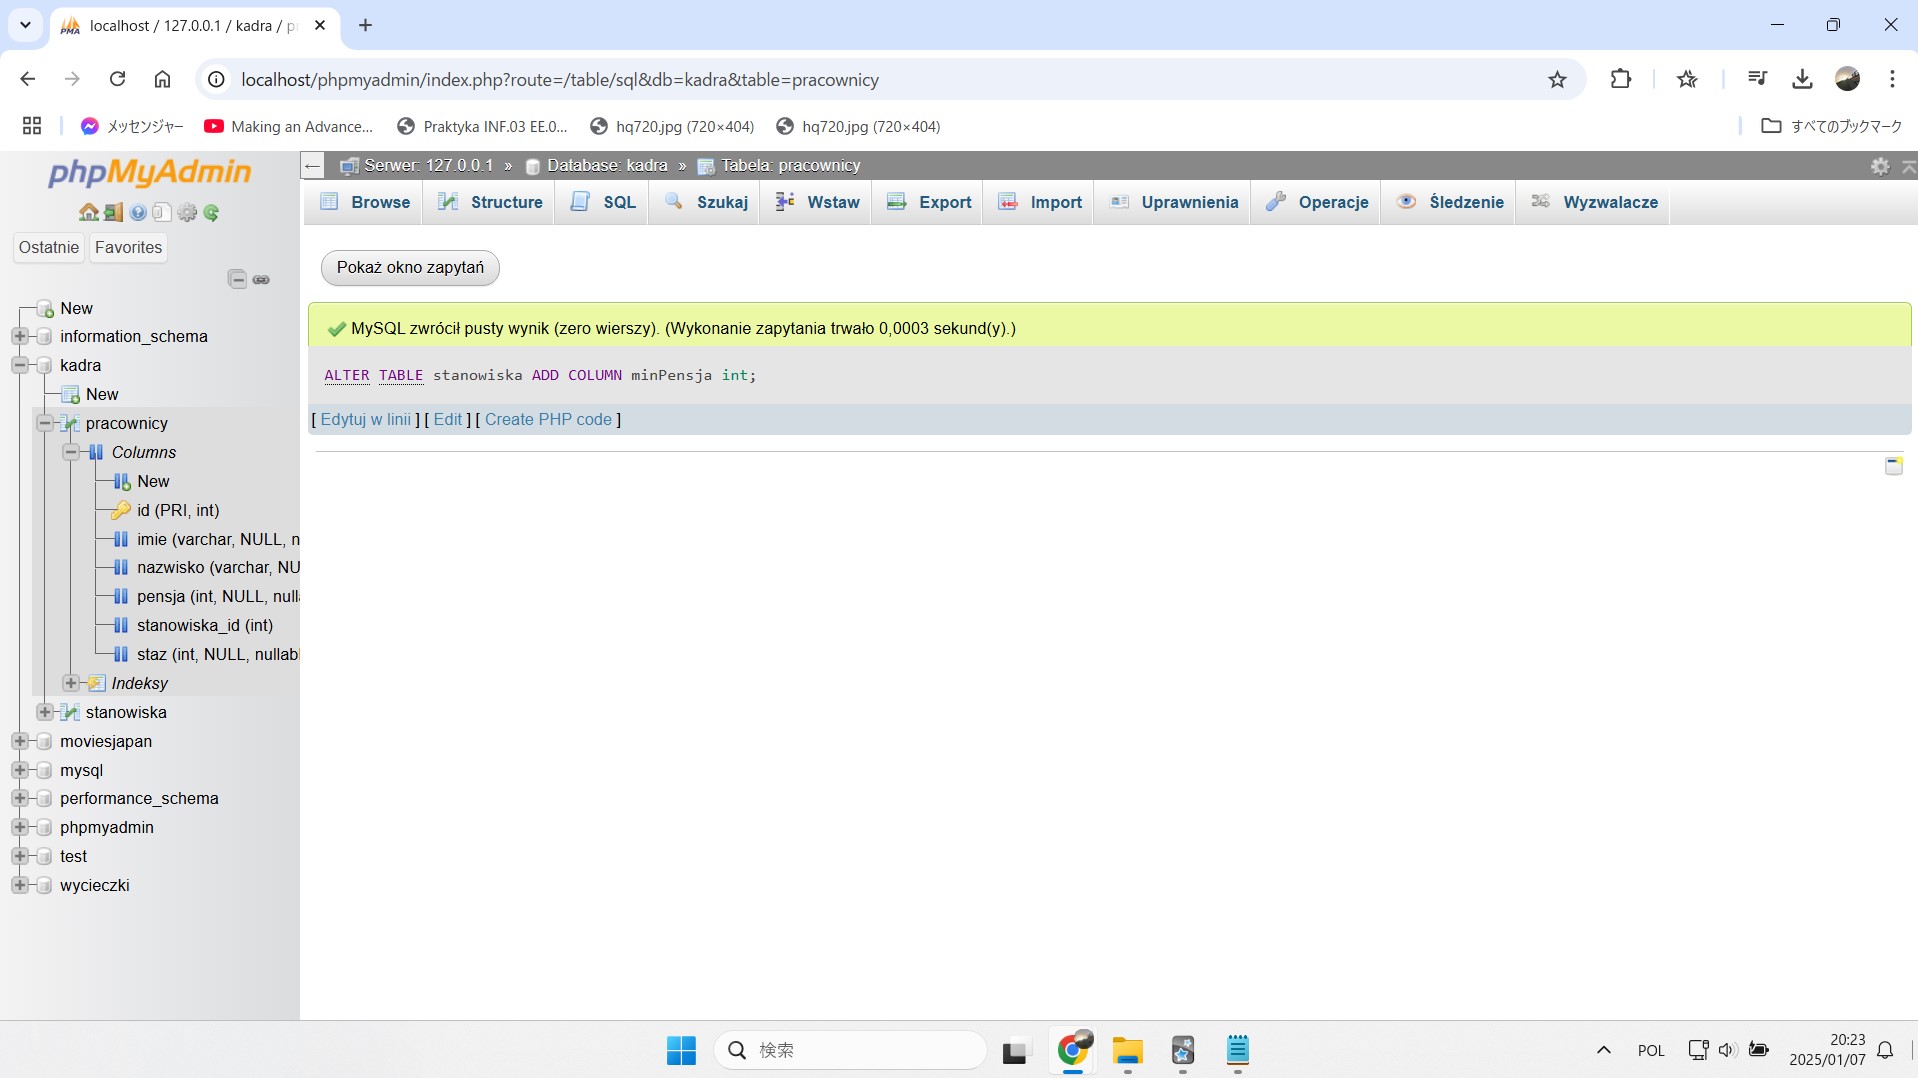 localhost / 127.0.0.1 / kadra / pr
localhost/phpmyadmin/index.php?route=/table/sql&db=kadra&table=pracownicy
メッセンジャー
Making an Advance...
Praktyka INF.03 EE.0...
hq720.jpg (720×404)
hq720.jpg (720×404)
すべてのブックマーク
phpMyAdmin
Ostatnie
Favorites
New
information_schema
kadra
New
pracownicy
Columns
New
id (PRI, int)
imie (varchar, NULL, n
nazwisko (varchar, NU
pensja (int, NULL, nulla
stanowiska_id (int)
staz (int, NULL, nullabl
Indeksy
stanowiska
moviesjapan
mysql
performance_schema
phpmyadmin
test
wycieczki
Serwer: 127.0.0.1 » Database: kadra » Tabela: pracownicy
Browse
Structure
SQL
Szukaj
Wstaw
Export
Import
Uprawnienia
Operacje
Śledzenie
Wyzwalacze
Pokaż okno zapytań
MySQL zwrócił pusty wynik (zero wierszy). (Wykonanie zapytania trwało 0,0003 sekund(y).)
ALTER TABLE stanowiska ADD COLUMN minPensja int;
[ Edytuj w linii ] [ Edit ] [ Create PHP code ]
検索
POL
20:23
2025/01/07